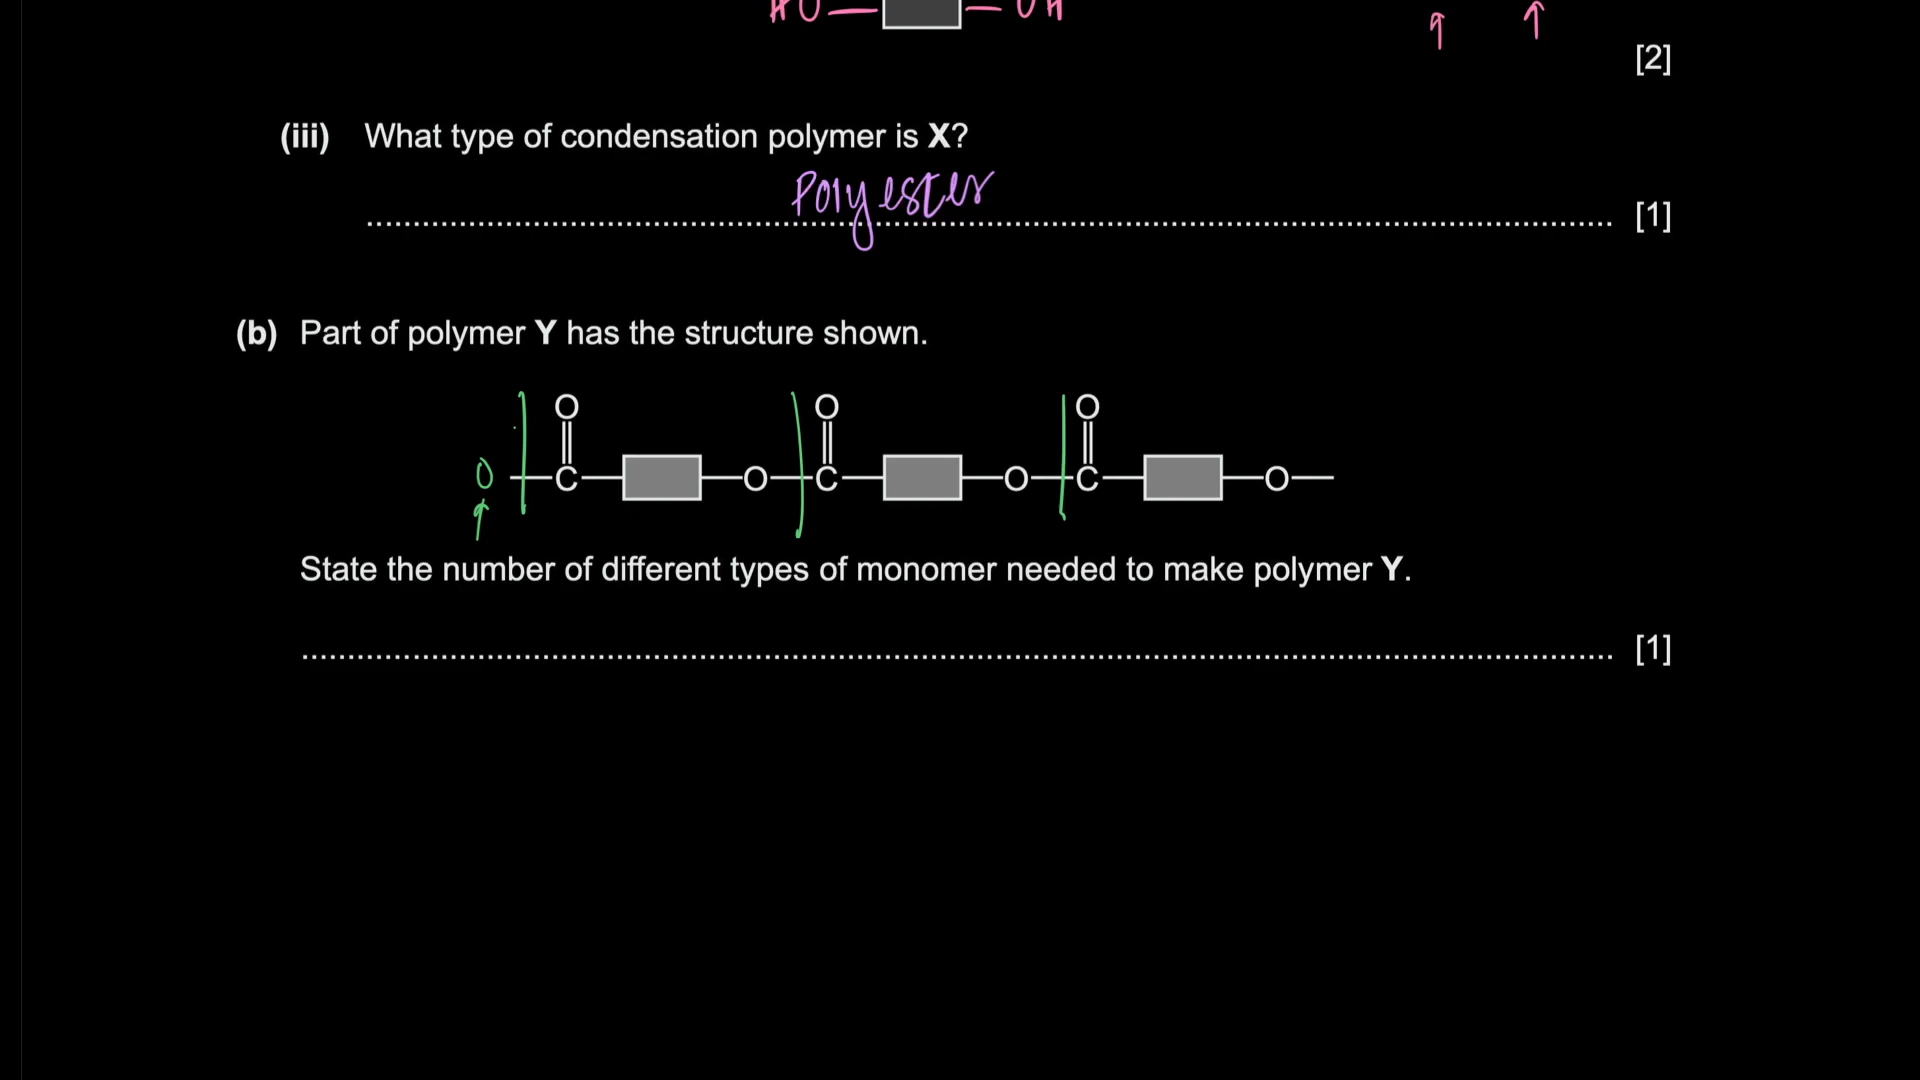 HO OH
[2]
(iii) What type of condensation polymer is X?
Polyester
[1]
(b) Part of polymer Y has the structure shown.
O O O
O C O C O C O
State the number of different types of monomer needed to make polymer Y.
[1]